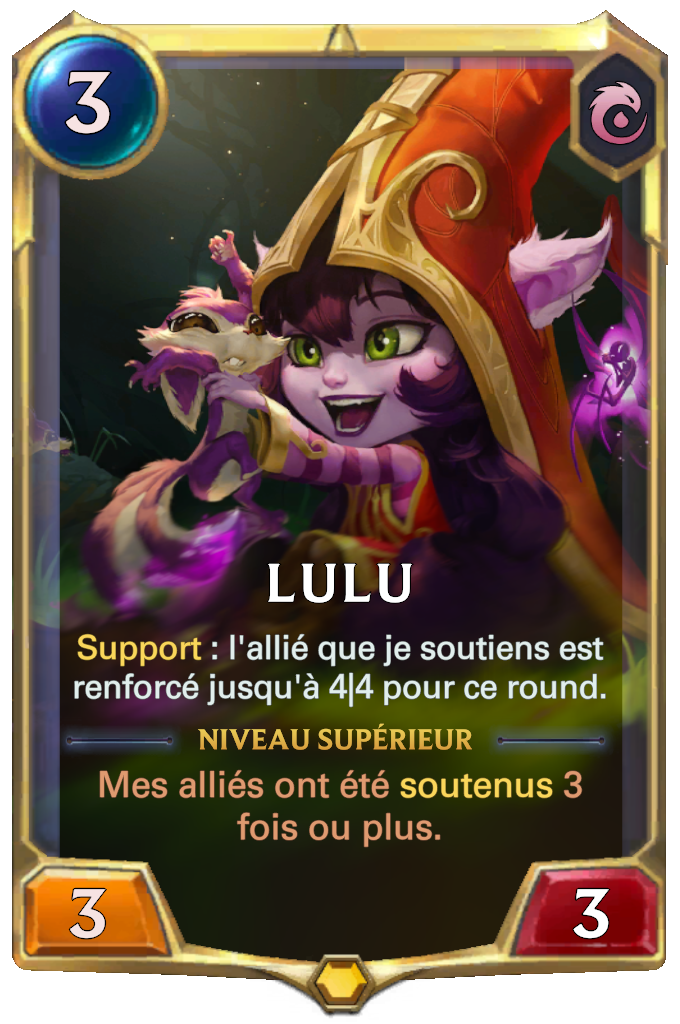 3
LULU
Support : l'allié que je soutiens est
renforcé jusqu'à 4|4 pour ce round.
NIVEAU SUPÉRIEUR
Mes alliés ont été soutenus 3
fois ou plus.
3
3